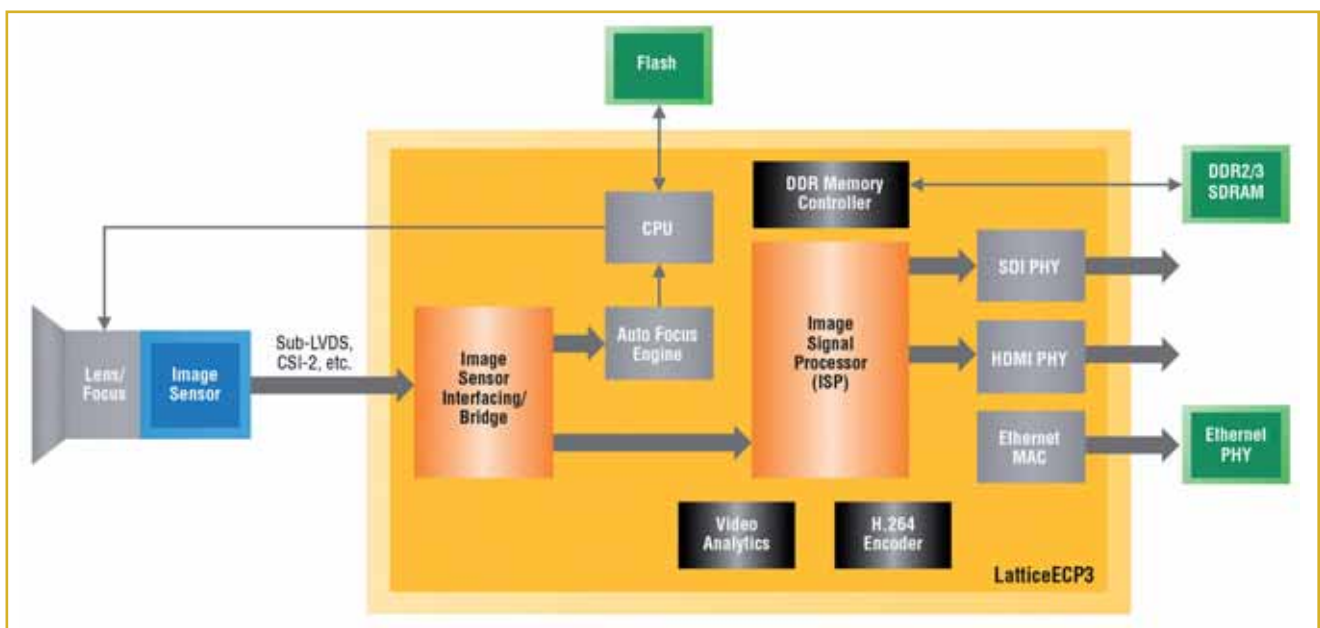 Flash
DDR Memory
Controller
DDR2/3
SDRAM
CPU
SDI PHY
Sub-LVDS,
CSI-2, etc.
Lens/
Focus
Image
Sensor
Image
Sensor
Interfacing/
Bridge
Auto Focus
Engine
Image
Signal
Processor
(ISP)
HDMI PHY
Ethernet
MAC
Ethernet
PHY
Video
Analytics
H.264
Encoder
LatticeECP3